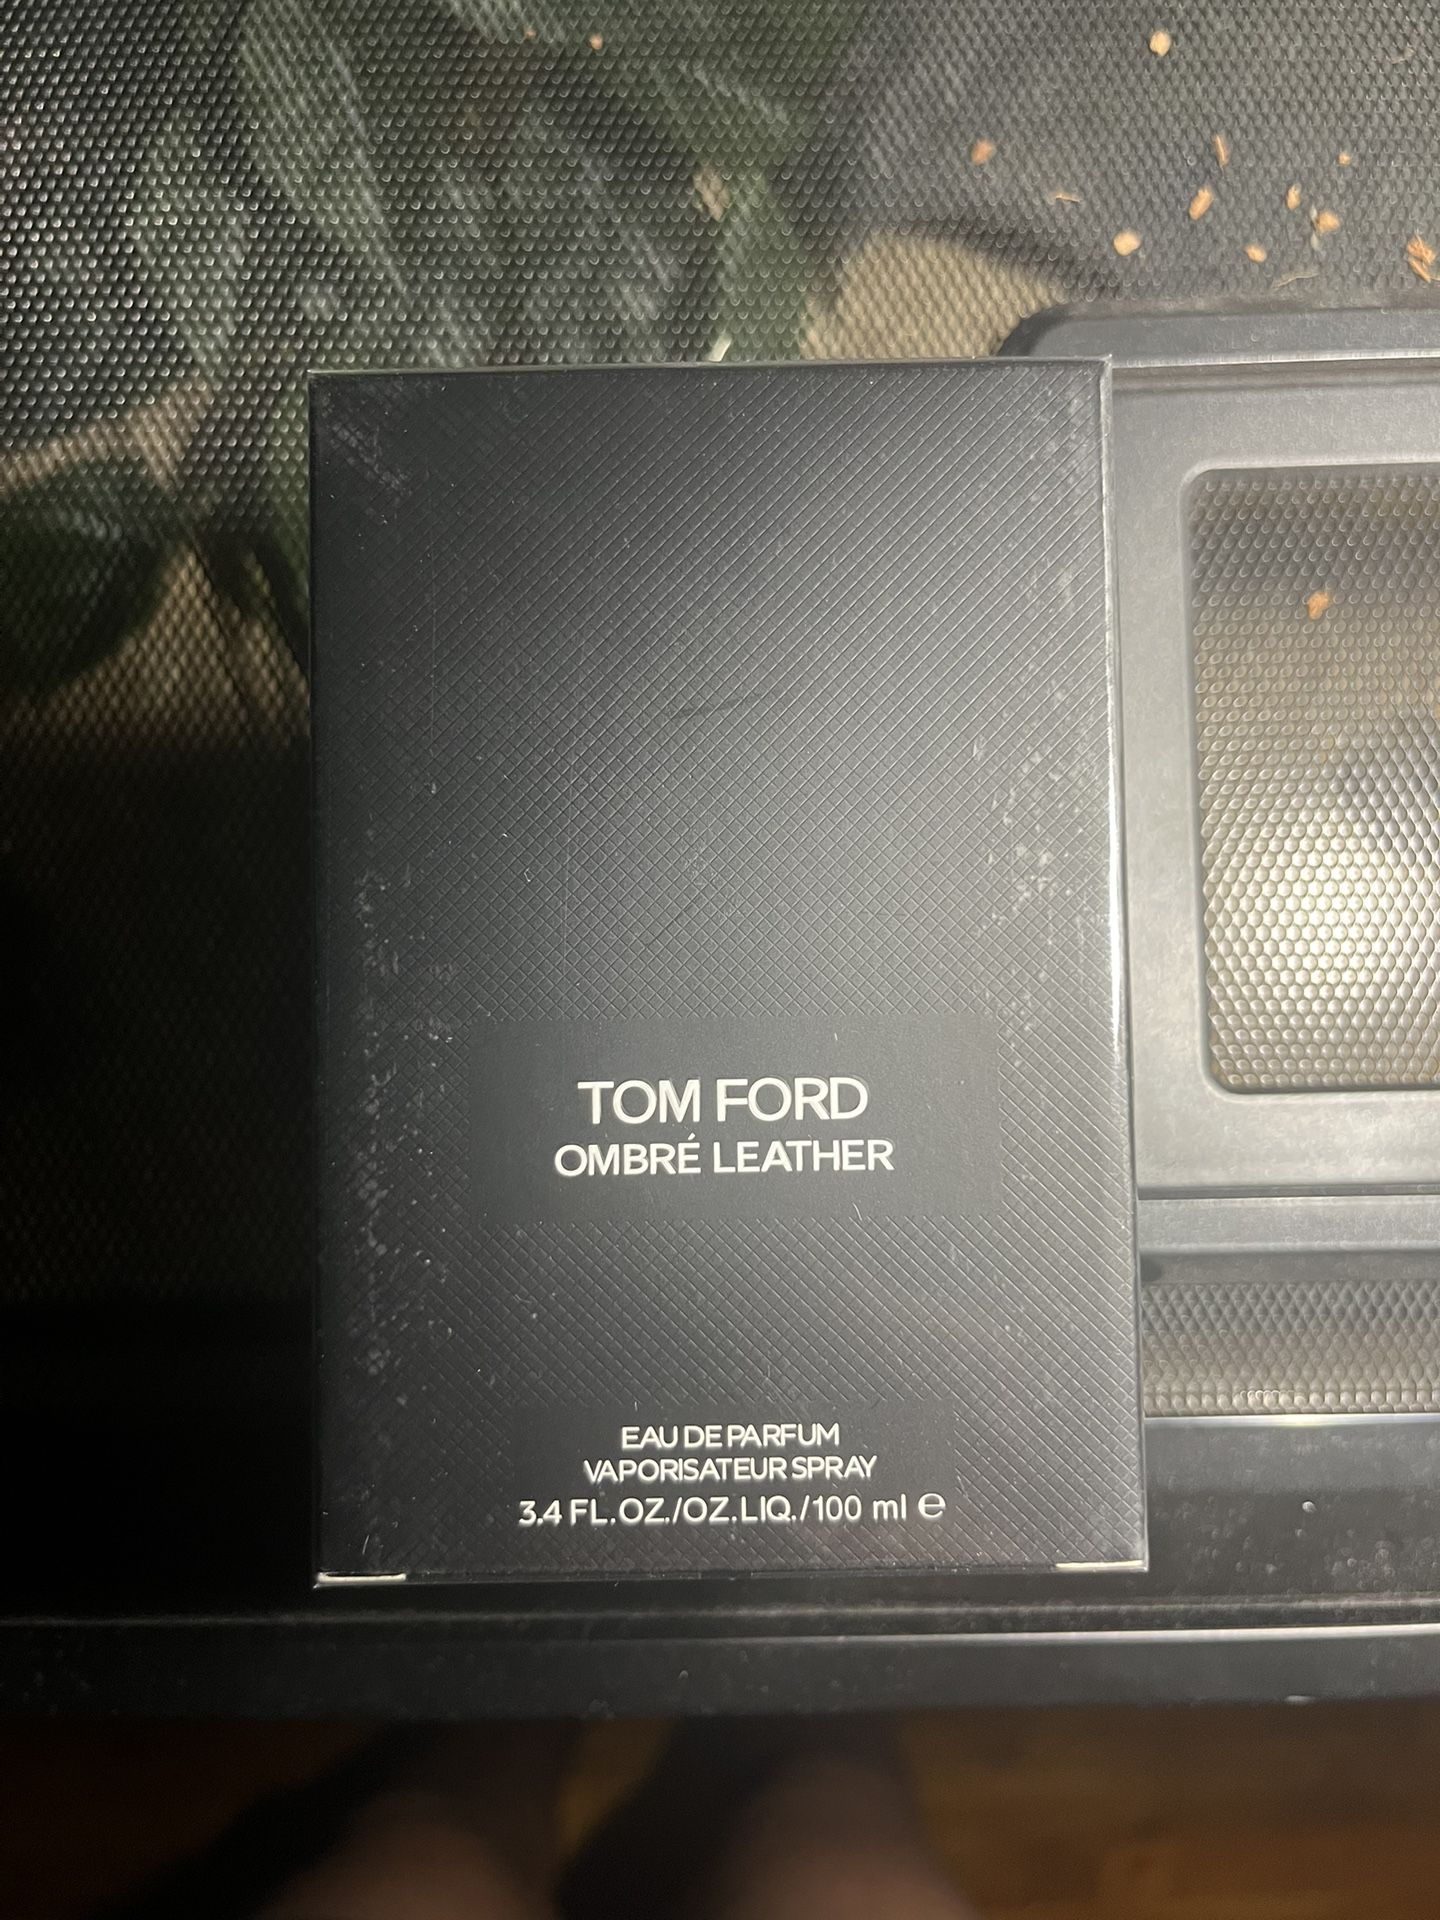 TOM FORD
OMBRÉ LEATHER
EAU DE PARFUM
VAPORISATEUR SPRAY
3.4 FL.OZ./OZ.LIQ./100 ml ℮